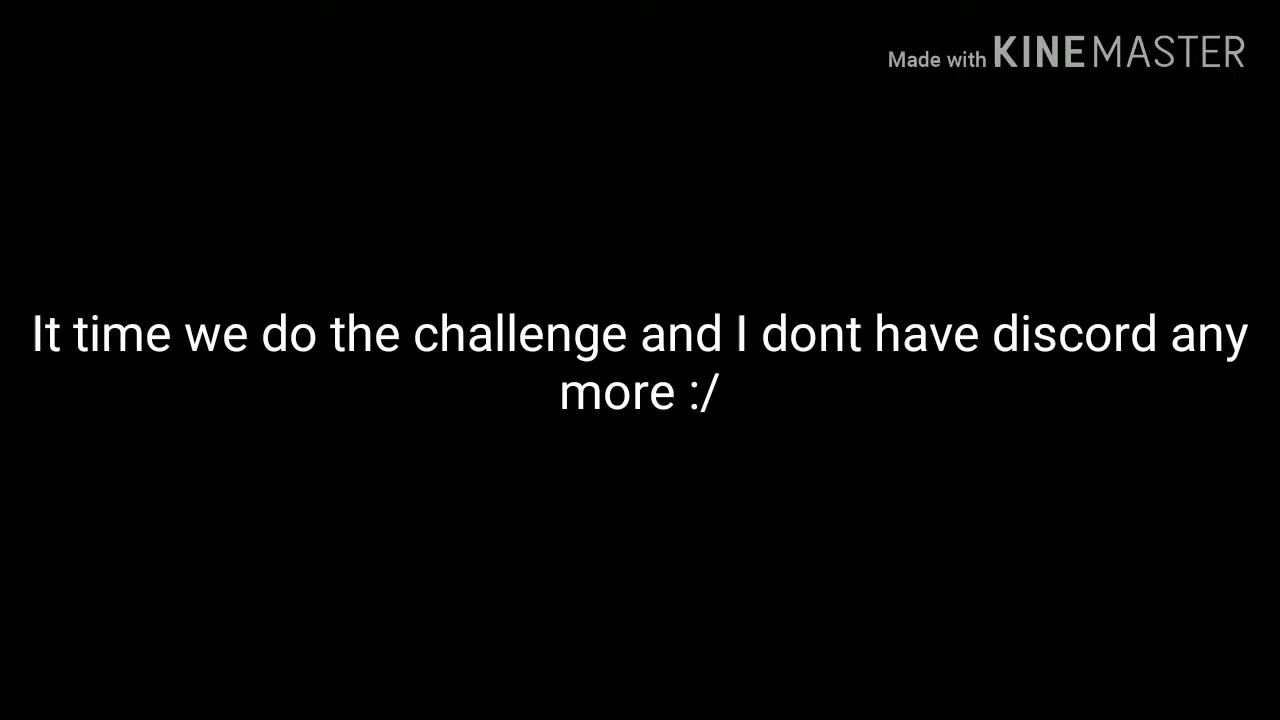 Made with KINEMASTER
It time we do the challenge and I dont have discord any
more :/